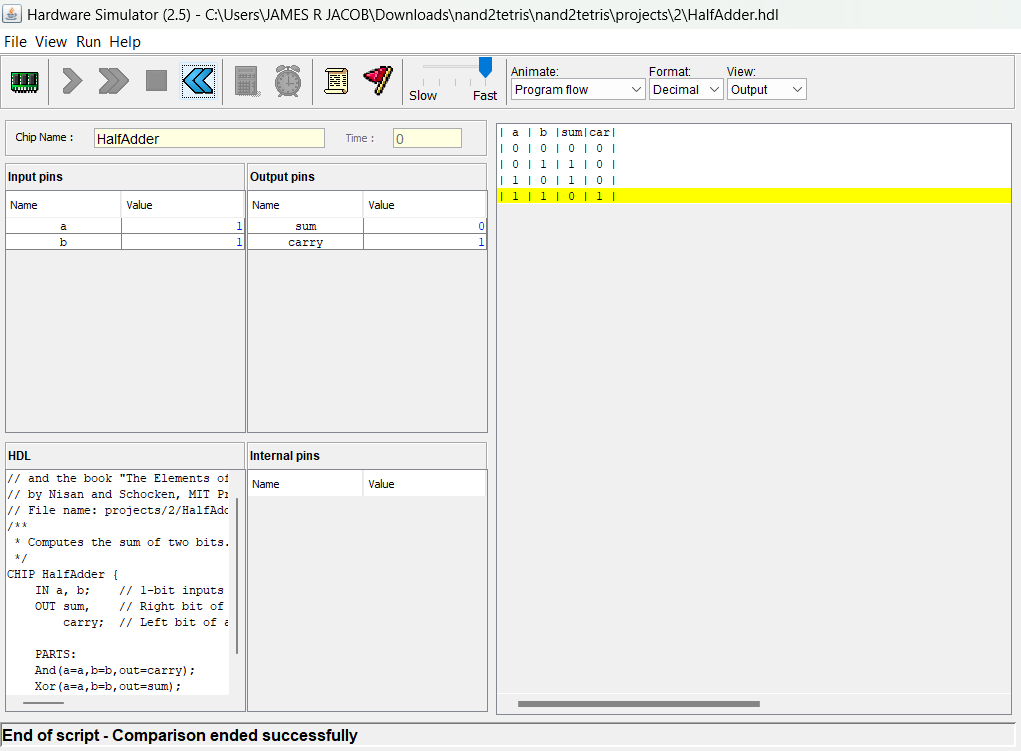 Hardware Simulator (2.5) - C:\Users\JAMES R JACOB\Downloads\nand2tetris\nand2tetris\projects\2\HalfAdder.hdl
File View Run Help
Slow Fast
Animate: Format: View:
Program flow Decimal Output
Chip Name : HalfAdder Time : 0
Input pins
Name Value
a 1
b 1
Output pins
Name Value
sum 0
carry 1
HDL
// and the book "The Elements of
// by Nisan and Schocken, MIT Pr
// File name: projects/2/HalfAdd
/**
* Computes the sum of two bits.
*/
CHIP HalfAdder {
IN a, b; // 1-bit inputs
OUT sum, // Right bit of
carry; // Left bit of a
PARTS:
And(a=a,b=b,out=carry);
Xor(a=a,b=b,out=sum);
Internal pins
Name Value
| a | b |sum|car|
| 0 | 0 | 0 | 0 |
| 0 | 1 | 1 | 0 |
| 1 | 0 | 1 | 0 |
| 1 | 1 | 0 | 1 |
End of script - Comparison ended successfully